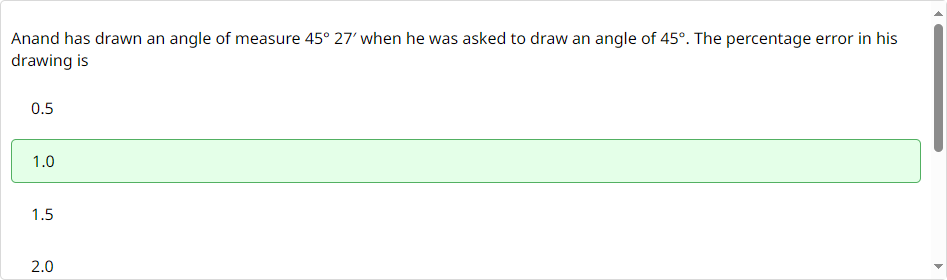 Anand has drawn an angle of measure 45° 27′ when he was asked to draw an angle of 45°. The percentage error in his
drawing is
0.5
1.0
1.5
2.0